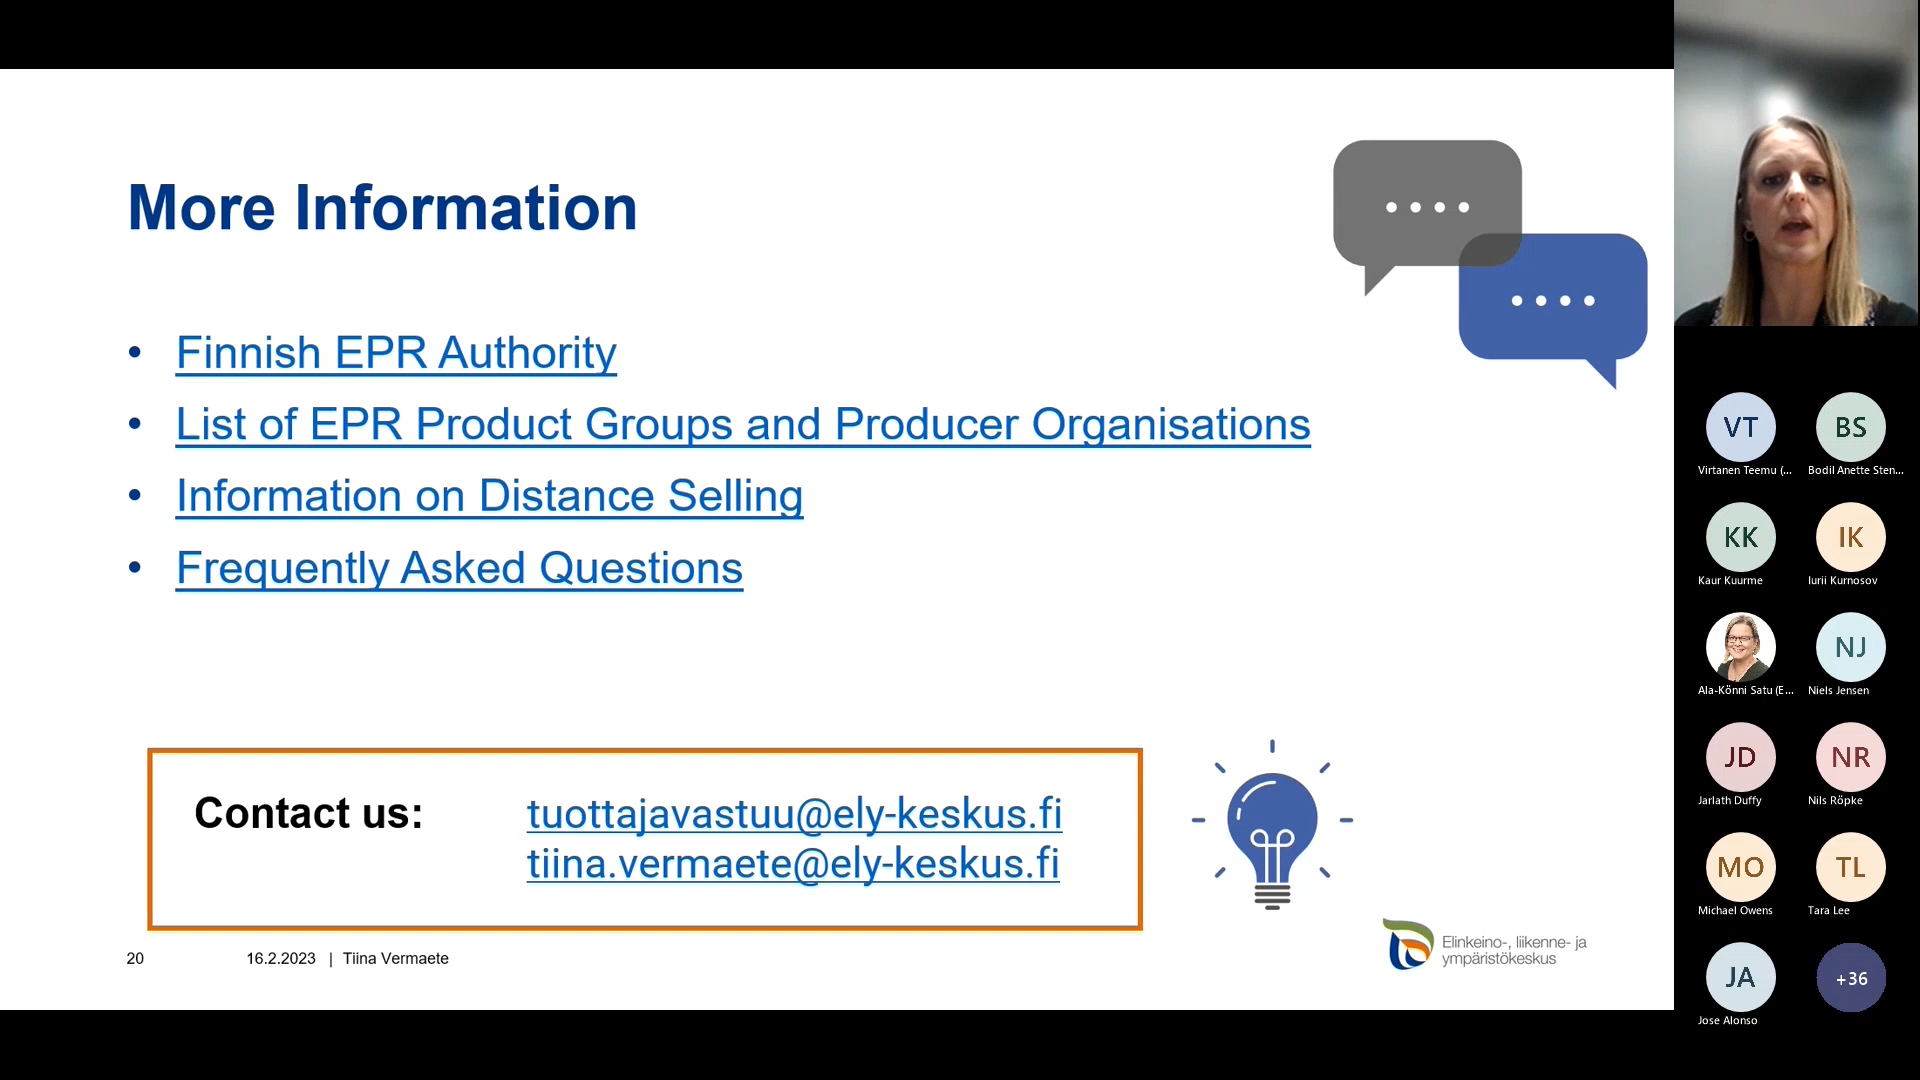 More Information
• Finnish EPR Authority
• List of EPR Product Groups and Producer Organisations
• Information on Distance Selling
• Frequently Asked Questions
Contact us: tuottajavastuu@ely-keskus.fi
tiina.vermaete@ely-keskus.fi
20 16.2.2023 | Tiina Vermaete
Elinkeino-, liikenne- ja
ympäristökeskus
VT BS
Virtanen Teemu (... Bodil Anette Sten...
KK IK
Kaur Kuurme Iurii Kurnosov
NJ
Ala-Könni Satu (E... Niels Jensen
JD NR
Jarlath Duffy Nils Röpke
MO TL
Michael Owens Tara Lee
JA +36
Jose Alonso